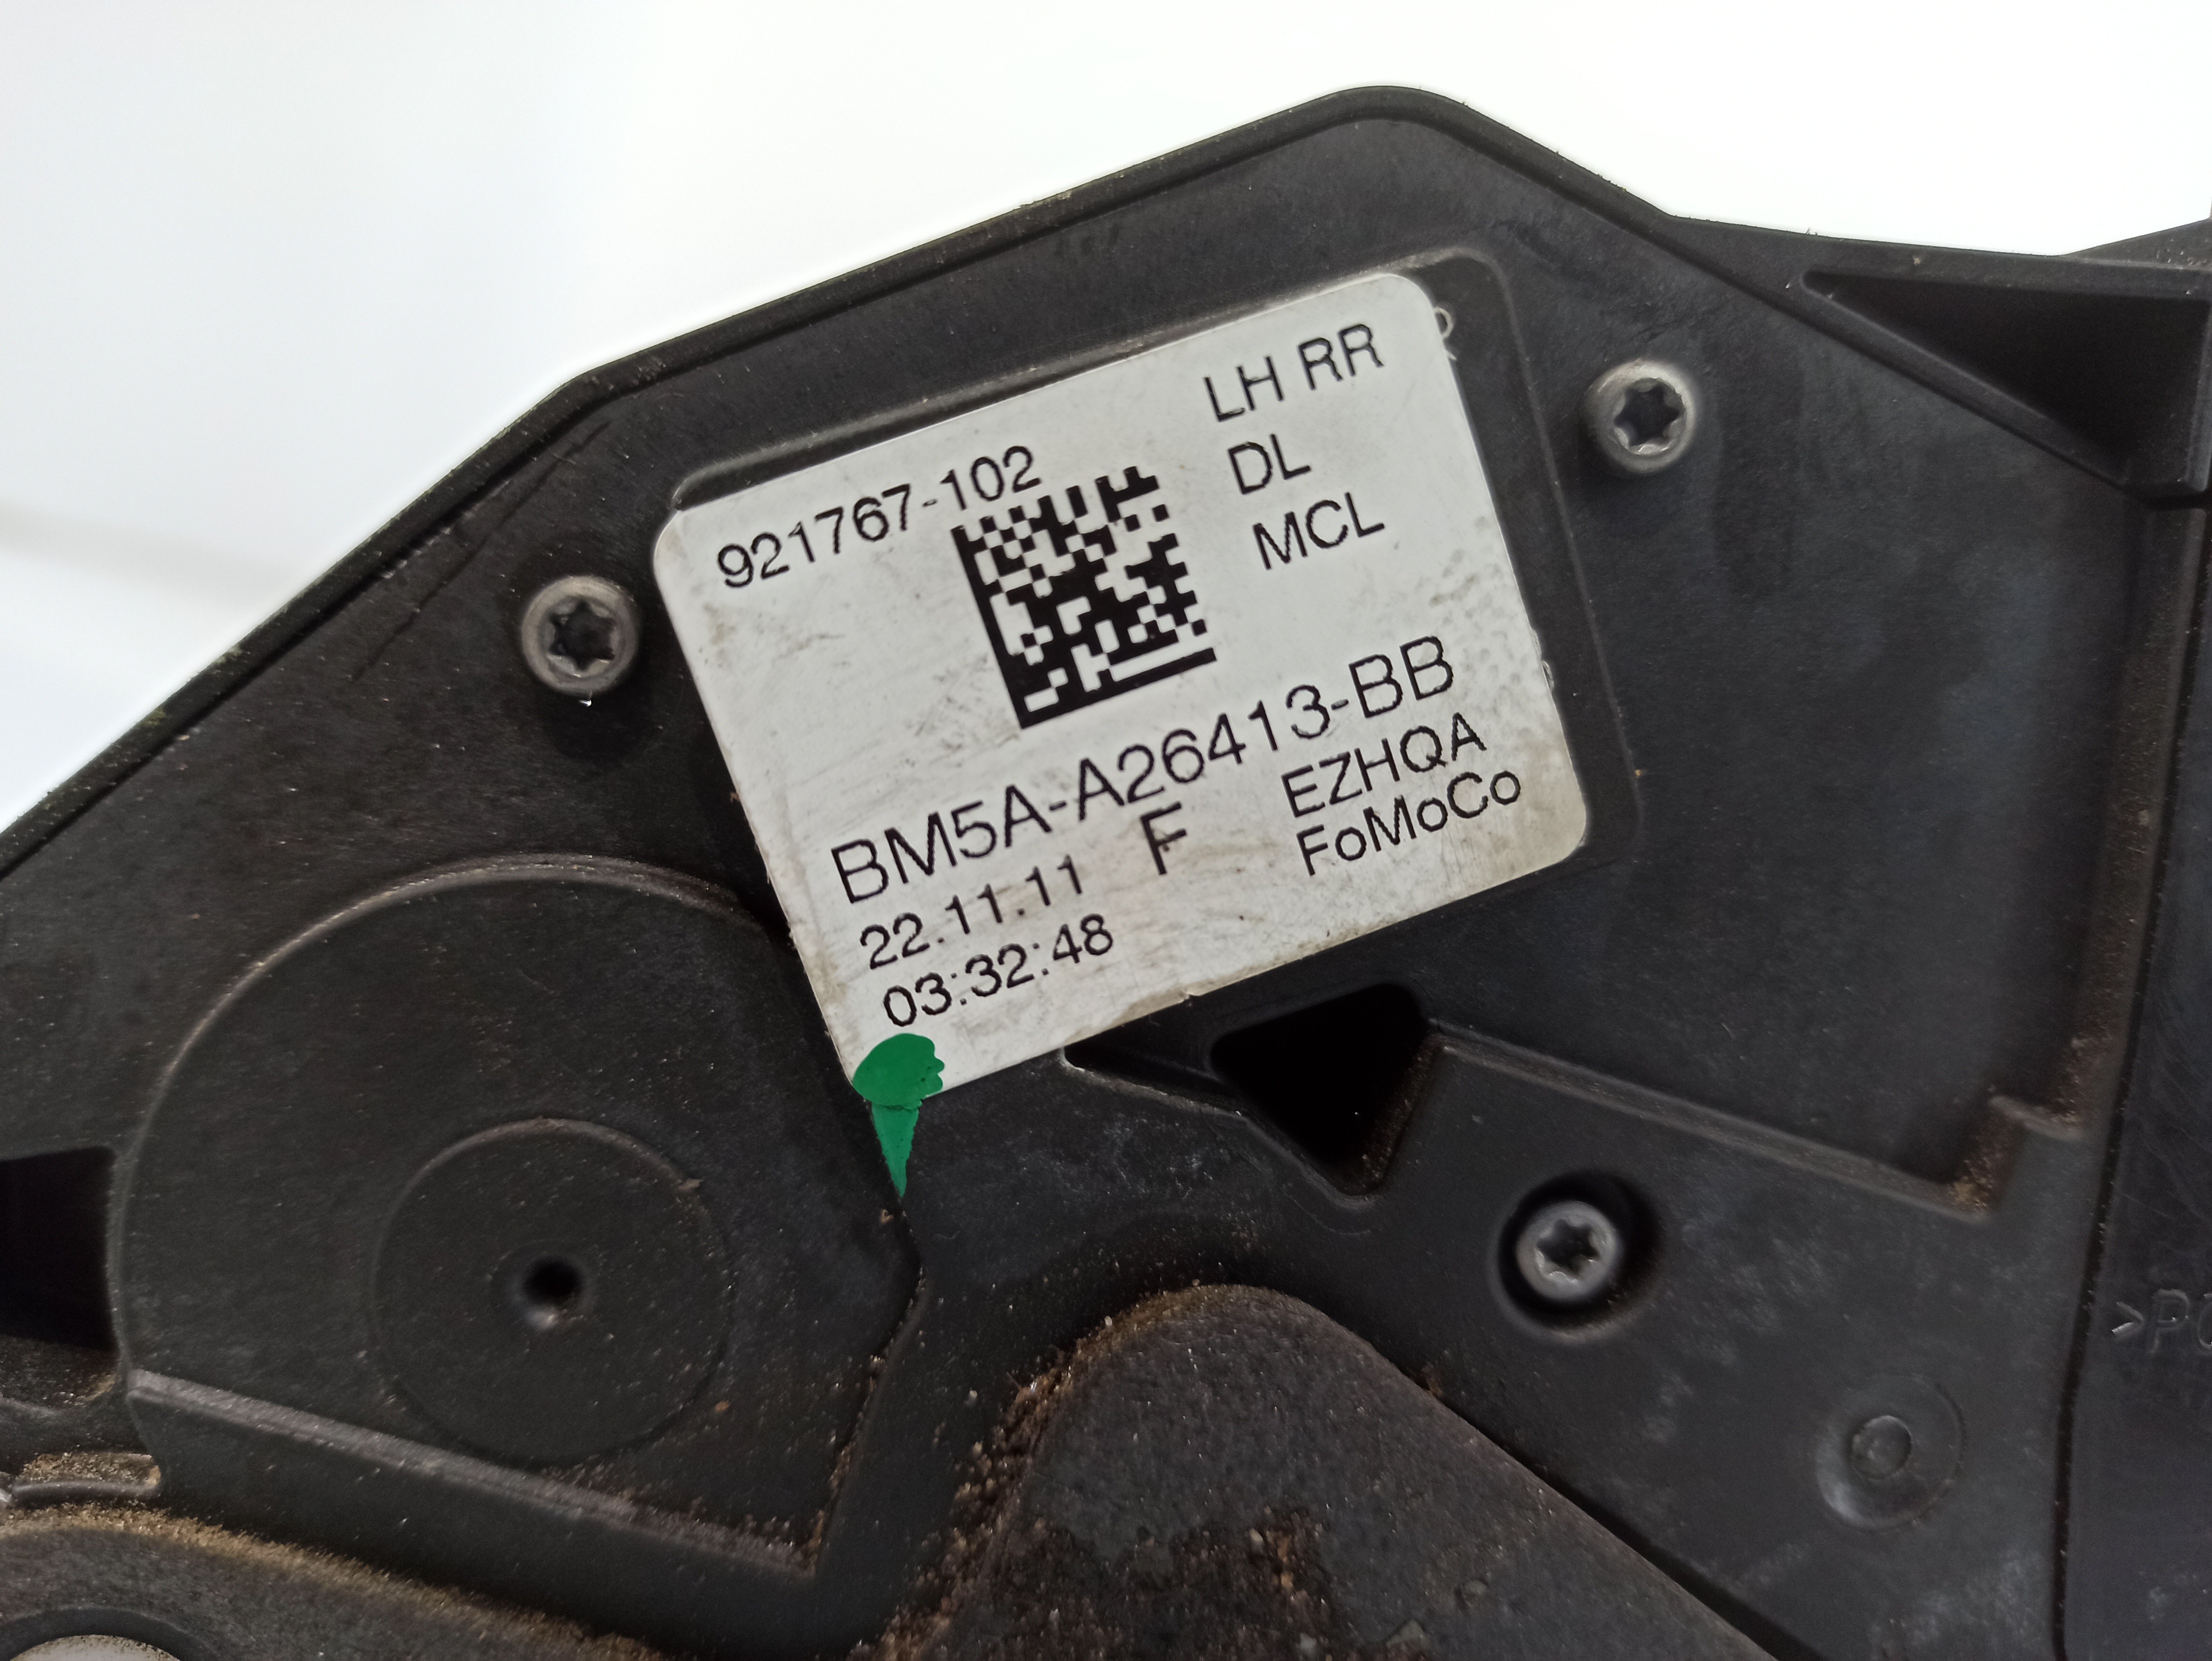 LH RR
921767-102
DL
MCL
BM5A-A26413-BB
22.11.11 F EZHQA
03:32:48 FoMoCo